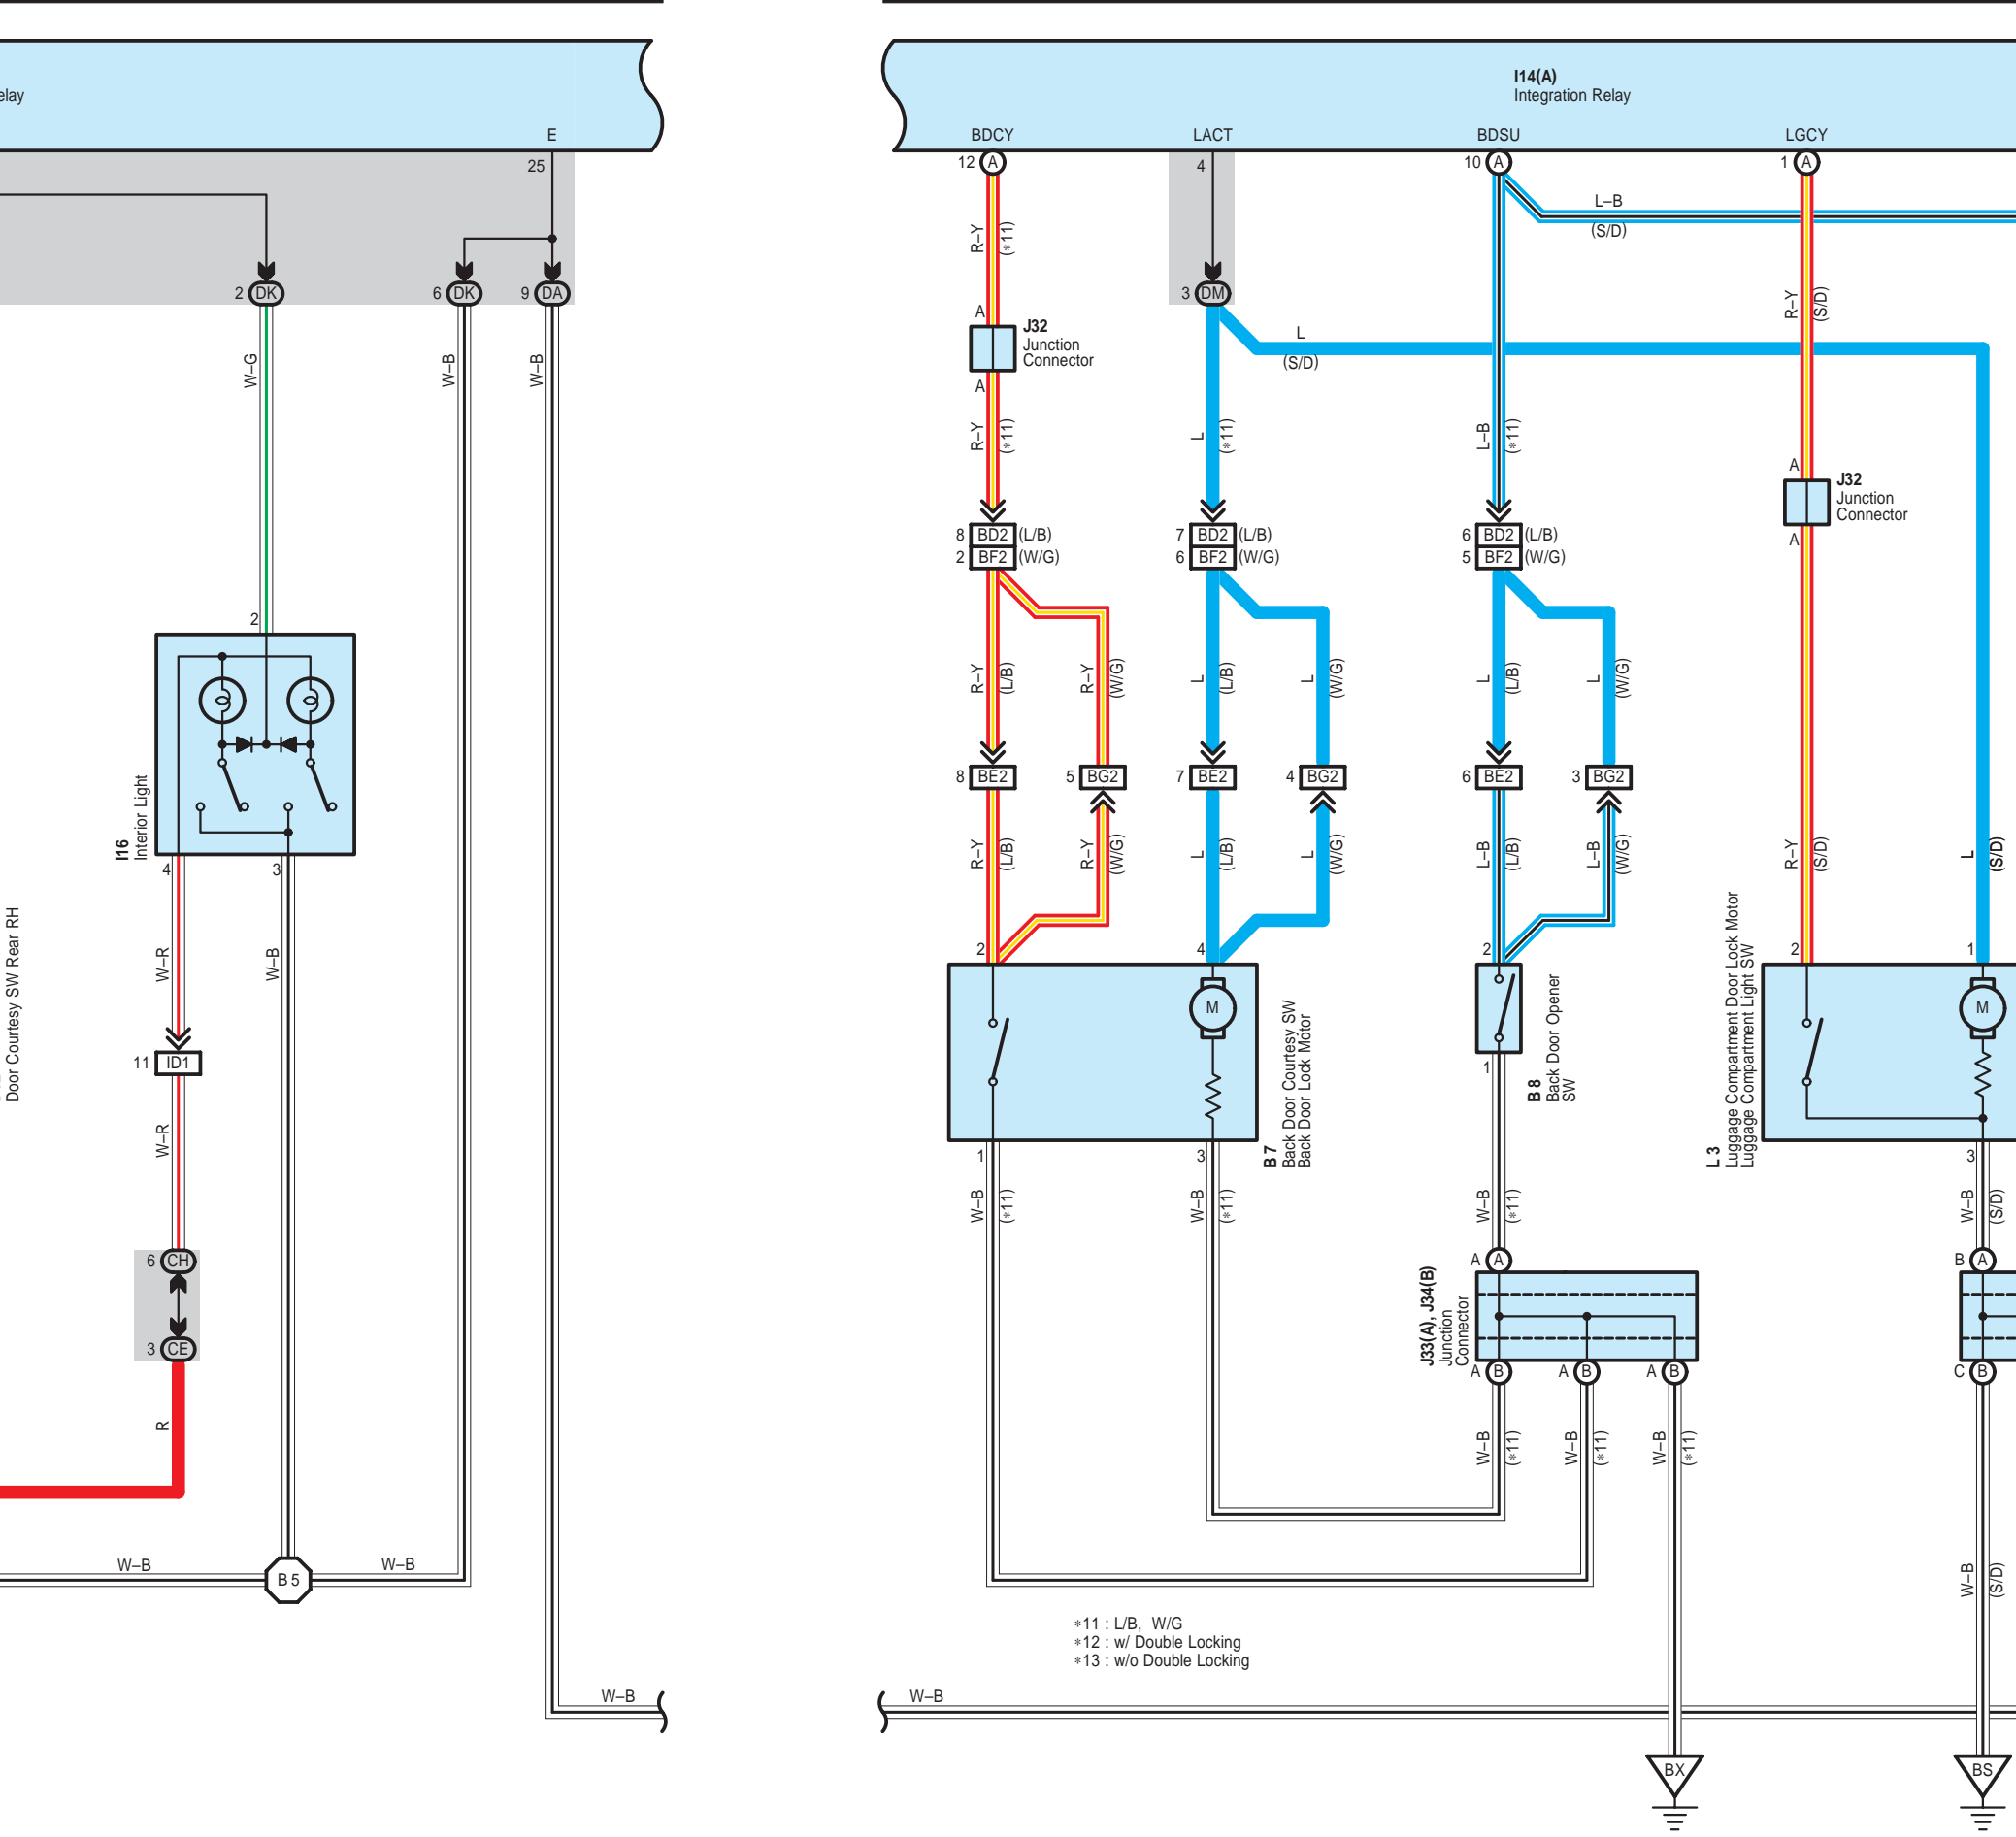 elay
E
25
2 DK
6 DK
9 DA
W–G
W–B
W–B
2
I16
Interior Light
4
3
Door Courtesy SW Rear RH
W–R
W–B
11 ID1
W–R
6 CH
3 CE
R
W–B
B 5
W–B
W–B
I14(A)
Integration Relay
BDCY
LACT
BDSU
LGCY
12 A
4
10 A
1 A
R–Y
(∗11)
L–B
(S/D)
3 DM
R–Y
(S/D)
A
J32
Junction
Connector
A
L
(S/D)
R–Y
(∗11)
L
(∗11)
L–B
(∗11)
A
J32
Junction
Connector
A
8 BD2 (L/B)
2 BF2 (W/G)
7 BD2 (L/B)
6 BF2 (W/G)
6 BD2 (L/B)
5 BF2 (W/G)
R–Y
(L/B)
R–Y
(W/G)
L
(L/B)
L
(W/G)
L
(L/B)
L
(W/G)
8 BE2
5 BG2
7 BE2
4 BG2
6 BE2
3 BG2
R–Y
(L/B)
R–Y
(W/G)
L
(L/B)
L
(W/G)
L–B
(L/B)
L–B
(W/G)
R–Y
(S/D)
L
(S/D)
2
4
2
2
1
M
M
B 7
Back Door Courtesy SW
Back Door Lock Motor
1
B 8
Back Door Opener
SW
L 3
Luggage Compartment Door Lock Motor
Luggage Compartment Light SW
1
3
3
W–B
(∗11)
W–B
(∗11)
W–B
(∗11)
W–B
(S/D)
A A
B A
J33(A), J34(B)
Junction
Connector
A B
A B
A B
C B
W–B
(∗11)
W–B
(∗11)
W–B
(∗11)
W–B
(S/D)
∗11 : L/B, W/G
∗12 : w/ Double Locking
∗13 : w/o Double Locking
W–B
BX
BS